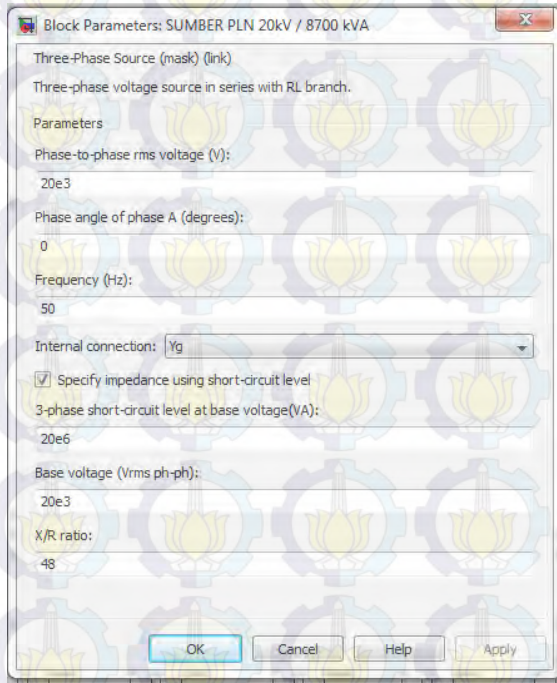 Block Parameters: SUMBER PLN 20kV / 8700 kVA
Three-Phase Source (mask) (link)
Three-phase voltage source in series with RL branch.
Parameters
Phase-to-phase rms voltage (V):
20e3
Phase angle of phase A (degrees):
0
Frequency (Hz):
50
Internal connection: Yg
Specify impedance using short-circuit level
3-phase short-circuit level at base voltage(VA):
20e6
Base voltage (Vrms ph-ph):
20e3
X/R ratio:
48
OK Cancel Help Apply